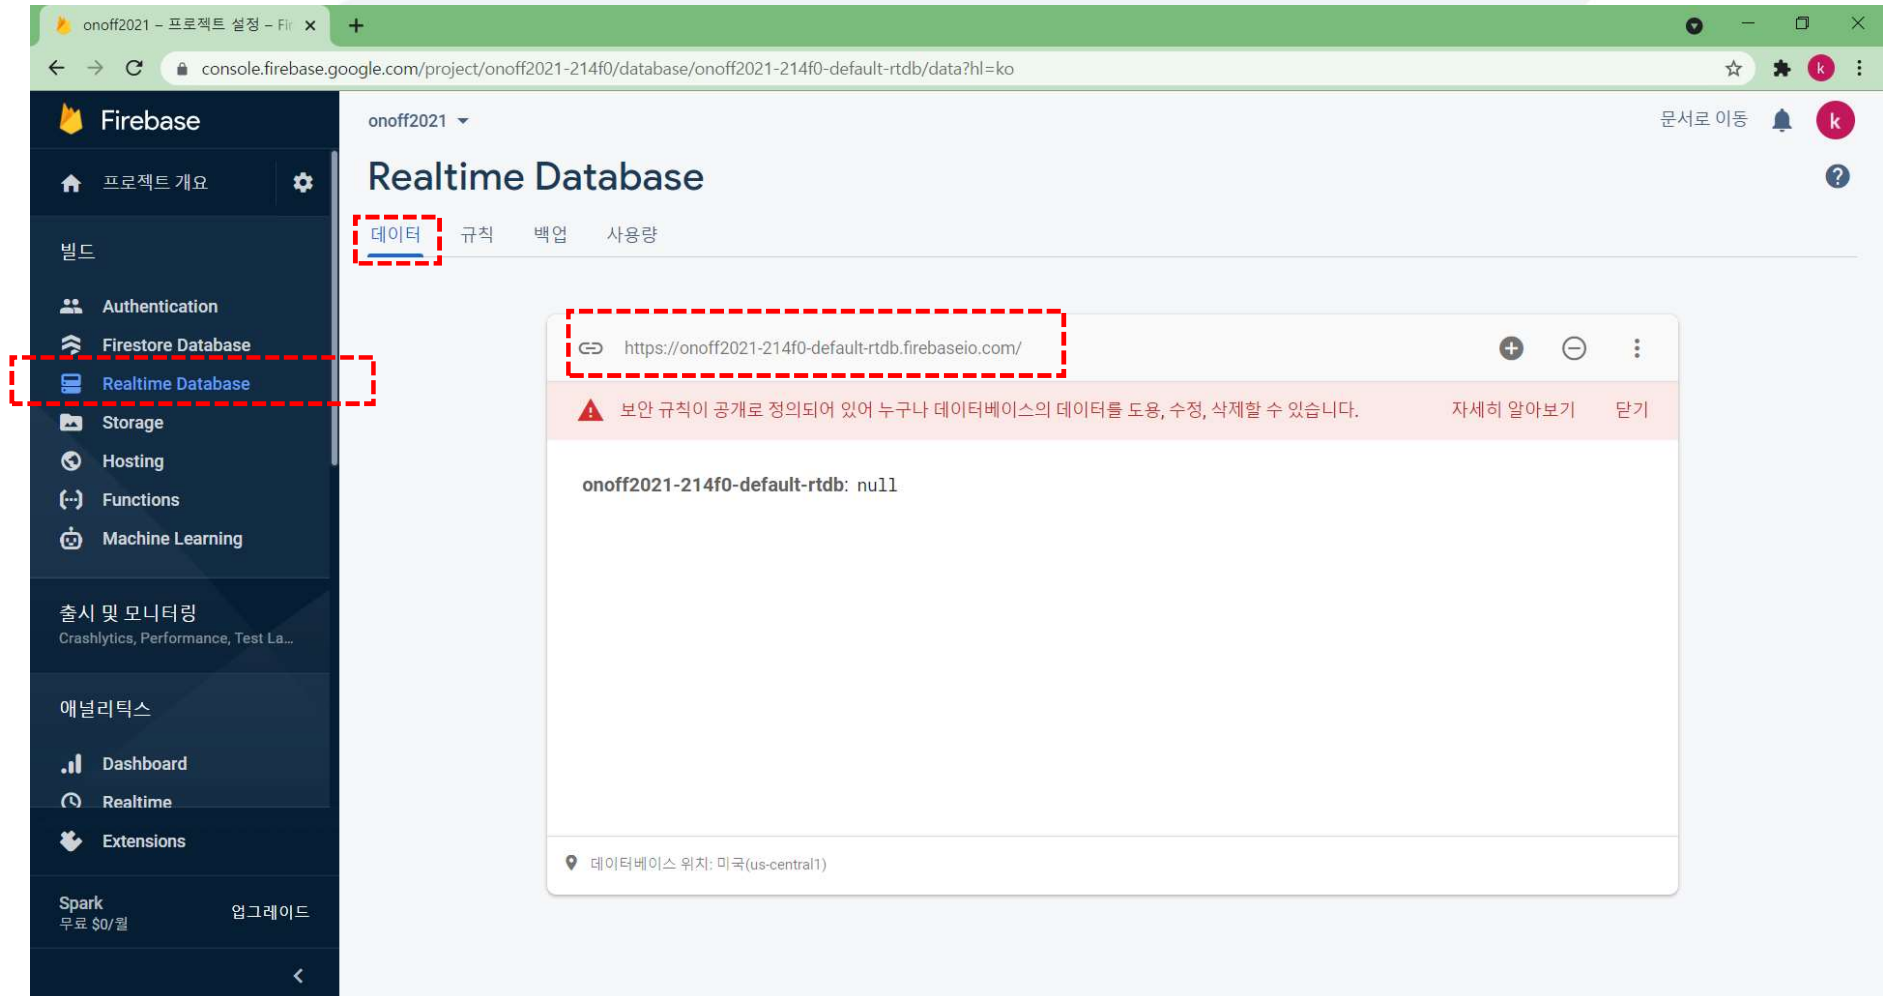 onoff2021 – 프로젝트 설정 – Fir
console.firebase.google.com/project/onoff2021-214f0/database/onoff2021-214f0-default-rtdb/data?hl=ko
k
Firebase
onoff2021
문서로 이동
k
프로젝트 개요
Realtime Database
데이터
규칙
백업
사용량
빌드
Authentication
Firestore Database
Realtime Database
Storage
Hosting
Functions
Machine Learning
https://onoff2021-214f0-default-rtdb.firebaseio.com/
보안 규칙이 공개로 정의되어 있어 누구나 데이터베이스의 데이터를 도용, 수정, 삭제할 수 있습니다.
자세히 알아보기
닫기
onoff2021-214f0-default-rtdb: null
출시 및 모니터링
Crashlytics, Performance, Test La...
애널리틱스
Dashboard
Realtime
Extensions
데이터베이스 위치: 미국(us-central1)
Spark
무료 $0/월
업그레이드